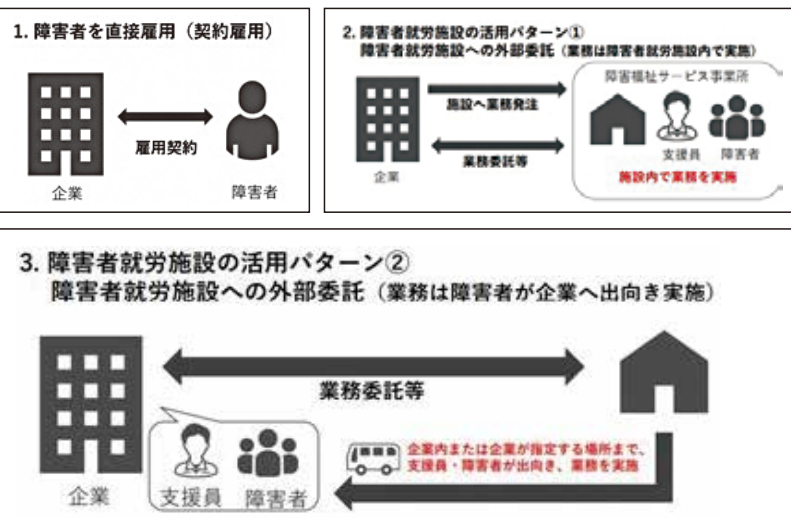 1. 障害者を直接雇用（契約雇用）
雇用契約
企業
障害者
2. 障害者就労施設の活用パターン①
障害者就労施設への外部委託（業務は障害者就労施設内で実施）
障害福祉サービス事業所
施設へ業務発注
業務委託等
企業
支援員
障害者
施設内で業務を実施
3. 障害者就労施設の活用パターン②
障害者就労施設への外部委託（業務は障害者が企業へ出向き実施）
業務委託等
企業内または企業が指定する場所まで、
支援員・障害者が出向き、業務を実施
企業
支援員
障害者